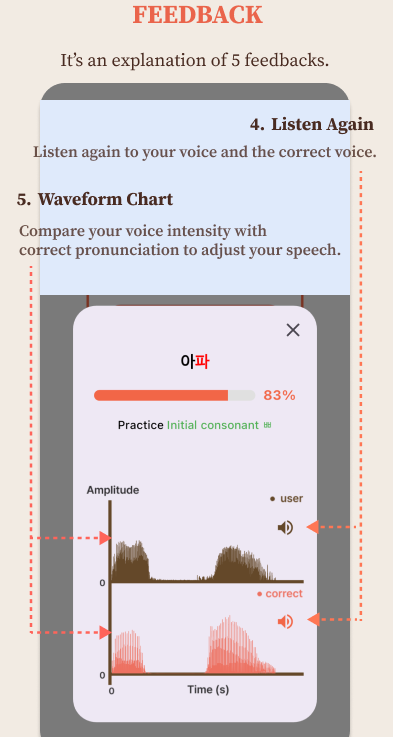 FEEDBACK
It's an explanation of 5 feedbacks.
4. Listen Again
Listen again to your voice and the correct voice.
5. Waveform Chart
Compare your voice intensity with
correct pronunciation to adjust your speech.
아파
83%
Practice Initial consonant ㅃ
Amplitude
• user
0
• correct
0
0
Time (s)